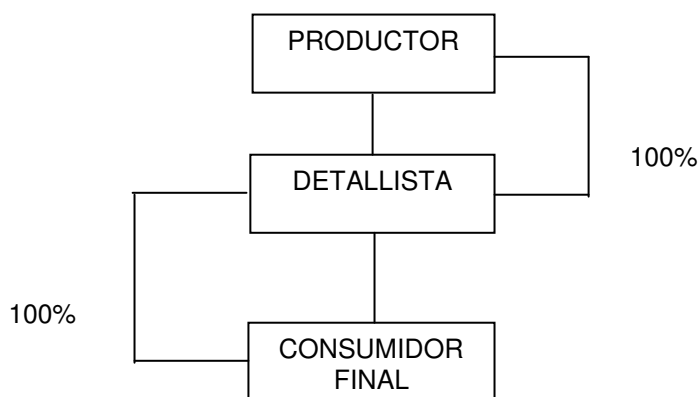 PRODUCTOR
100%
DETALLISTA
100%
CONSUMIDOR
FINAL